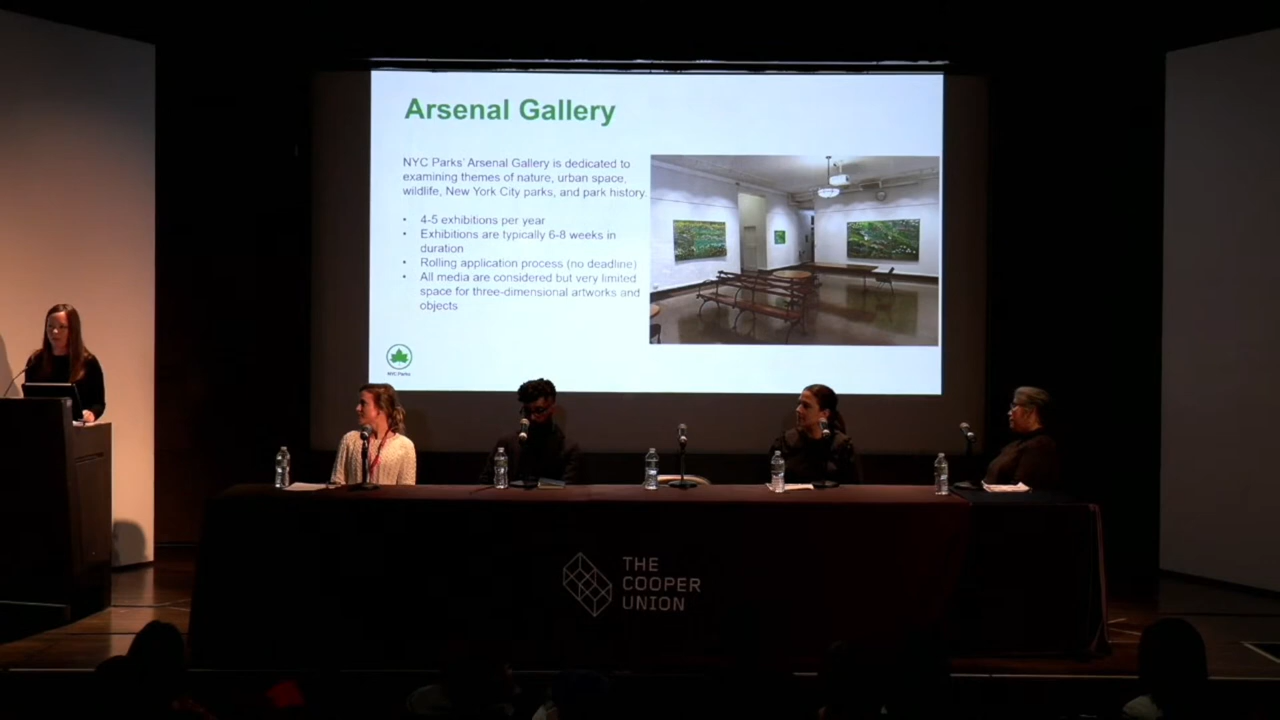 Arsenal Gallery
NYC Parks' Arsenal Gallery is dedicated to
examining themes of nature, urban space,
wildlife, New York City parks, and park history.
• 4-5 exhibitions per year
• Exhibitions are typically 6-8 weeks in
duration
• Rolling application process (no deadline)
• All media are considered but very limited
space for three-dimensional artworks and
objects
NYC Parks
THE
COOPER
UNION